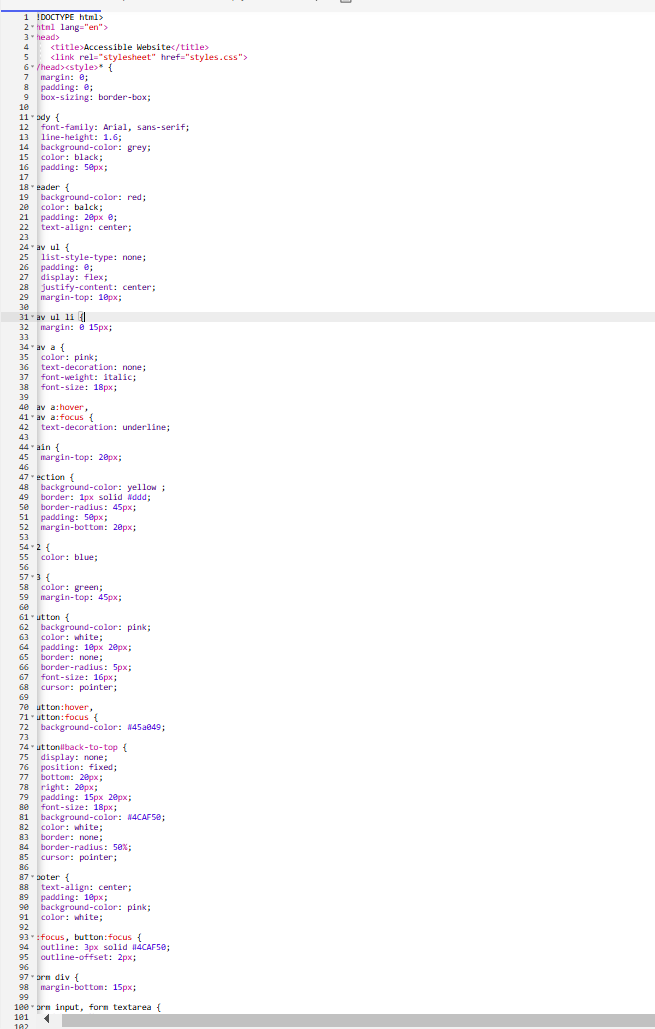 1 !DOCTYPE html>
2 html lang="en">
3 head>
4 <title>Accessible Website</title>
5 <link rel="stylesheet" href="styles.css">
6 /head><style>* {
7 margin: 0;
8 padding: 0;
9 box-sizing: border-box;
10
11 ody {
12 font-family: Arial, sans-serif;
13 line-height: 1.6;
14 background-color: grey;
15 color: black;
16 padding: 50px;
17
18 eader {
19 background-color: red;
20 color: balck;
21 padding: 20px 0;
22 text-align: center;
23
24 av ul {
25 list-style-type: none;
26 padding: 0;
27 display: flex;
28 justify-content: center;
29 margin-top: 10px;
30
31 av ul li {
32 margin: 0 15px;
33
34 av a {
35 color: pink;
36 text-decoration: none;
37 font-weight: italic;
38 font-size: 18px;
39
40 av a:hover,
41 av a:focus {
42 text-decoration: underline;
43
44 ain {
45 margin-top: 20px;
46
47 ection {
48 background-color: yellow ;
49 border: 1px solid #ddd;
50 border-radius: 45px;
51 padding: 50px;
52 margin-bottom: 20px;
53
54 2 {
55 color: blue;
56
57 3 {
58 color: green;
59 margin-top: 45px;
60
61 utton {
62 background-color: pink;
63 color: white;
64 padding: 10px 20px;
65 border: none;
66 border-radius: 5px;
67 font-size: 16px;
68 cursor: pointer;
69
70 utton:hover,
71 utton:focus {
72 background-color: #45a049;
73
74 utton#back-to-top {
75 display: none;
76 position: fixed;
77 bottom: 20px;
78 right: 20px;
79 padding: 15px 20px;
80 font-size: 18px;
81 background-color: #4CAF50;
82 color: white;
83 border: none;
84 border-radius: 50%;
85 cursor: pointer;
86
87 ooter {
88 text-align: center;
89 padding: 10px;
90 background-color: pink;
91 color: white;
92
93 :focus, button:focus {
94 outline: 3px solid #4CAF50;
95 outline-offset: 2px;
96
97 orm div {
98 margin-bottom: 15px;
99
100 orm input, form textarea {
101
102